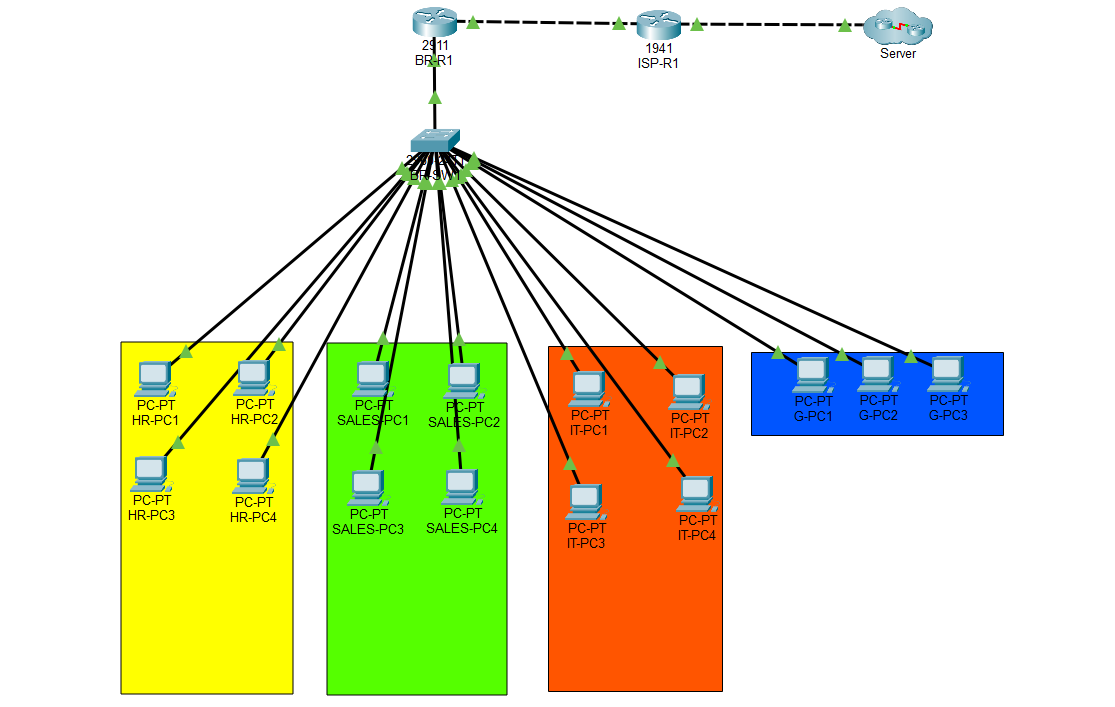 2911
BR-R1
1941
ISP-R1
Server
BR-SW1
PC-PT
HR-PC1
PC-PT
HR-PC2
PC-PT
HR-PC3
PC-PT
HR-PC4
PC-PT
SALES-PC1
PC-PT
SALES-PC2
PC-PT
SALES-PC3
PC-PT
SALES-PC4
PC-PT
IT-PC1
PC-PT
IT-PC2
PC-PT
IT-PC3
PC-PT
IT-PC4
PC-PT
G-PC1
PC-PT
G-PC2
PC-PT
G-PC3